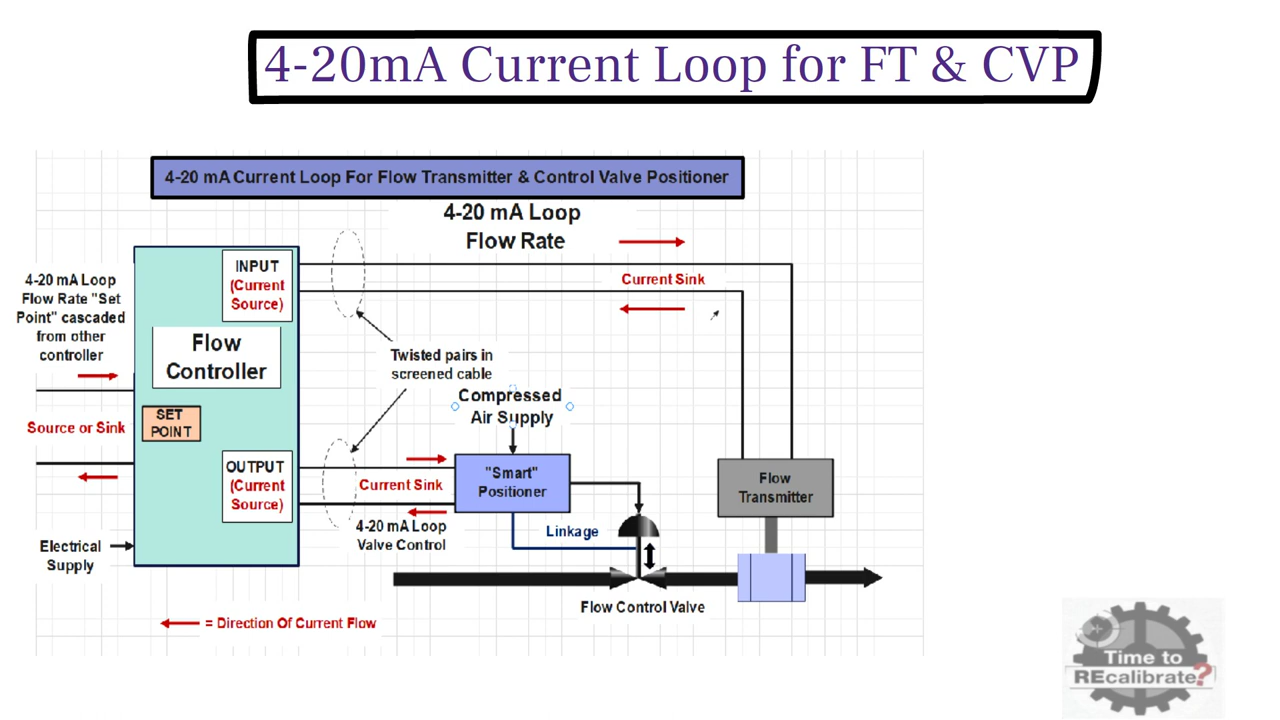 4-20mA Current Loop for FT & CVP
4-20 mA Current Loop For Flow Transmitter & Control Valve Positioner
4-20 mA Loop
Flow Rate
INPUT
(Current
Source)
Current Sink
4-20 mA Loop
Flow Rate "Set
Point" cascaded
from other
controller
Flow
Controller
Twisted pairs in
screened cable
Compressed
Air Supply
Source or Sink
SET
POINT
OUTPUT
(Current
Source)
Current Sink
"Smart"
Positioner
Flow
Transmitter
4-20 mA Loop
Valve Control
Linkage
Electrical
Supply
Flow Control Valve
= Direction Of Current Flow
Time to
REcalibrate?